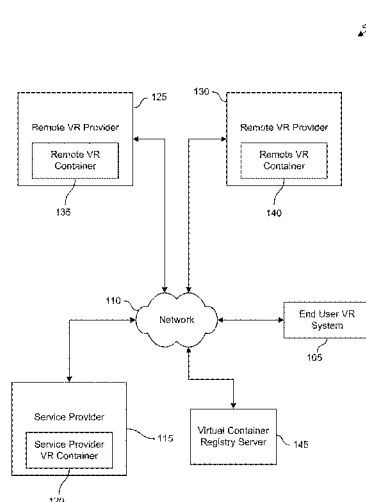 125
130
Remote VR Provider
Remote VR
Container
135
Remote VR Provider
Remote VR
Container
140
110
Network
End User VR
System
105
Service Provider
Service Provider
VR Container
115
120
Virtual Container
Registry Server
145